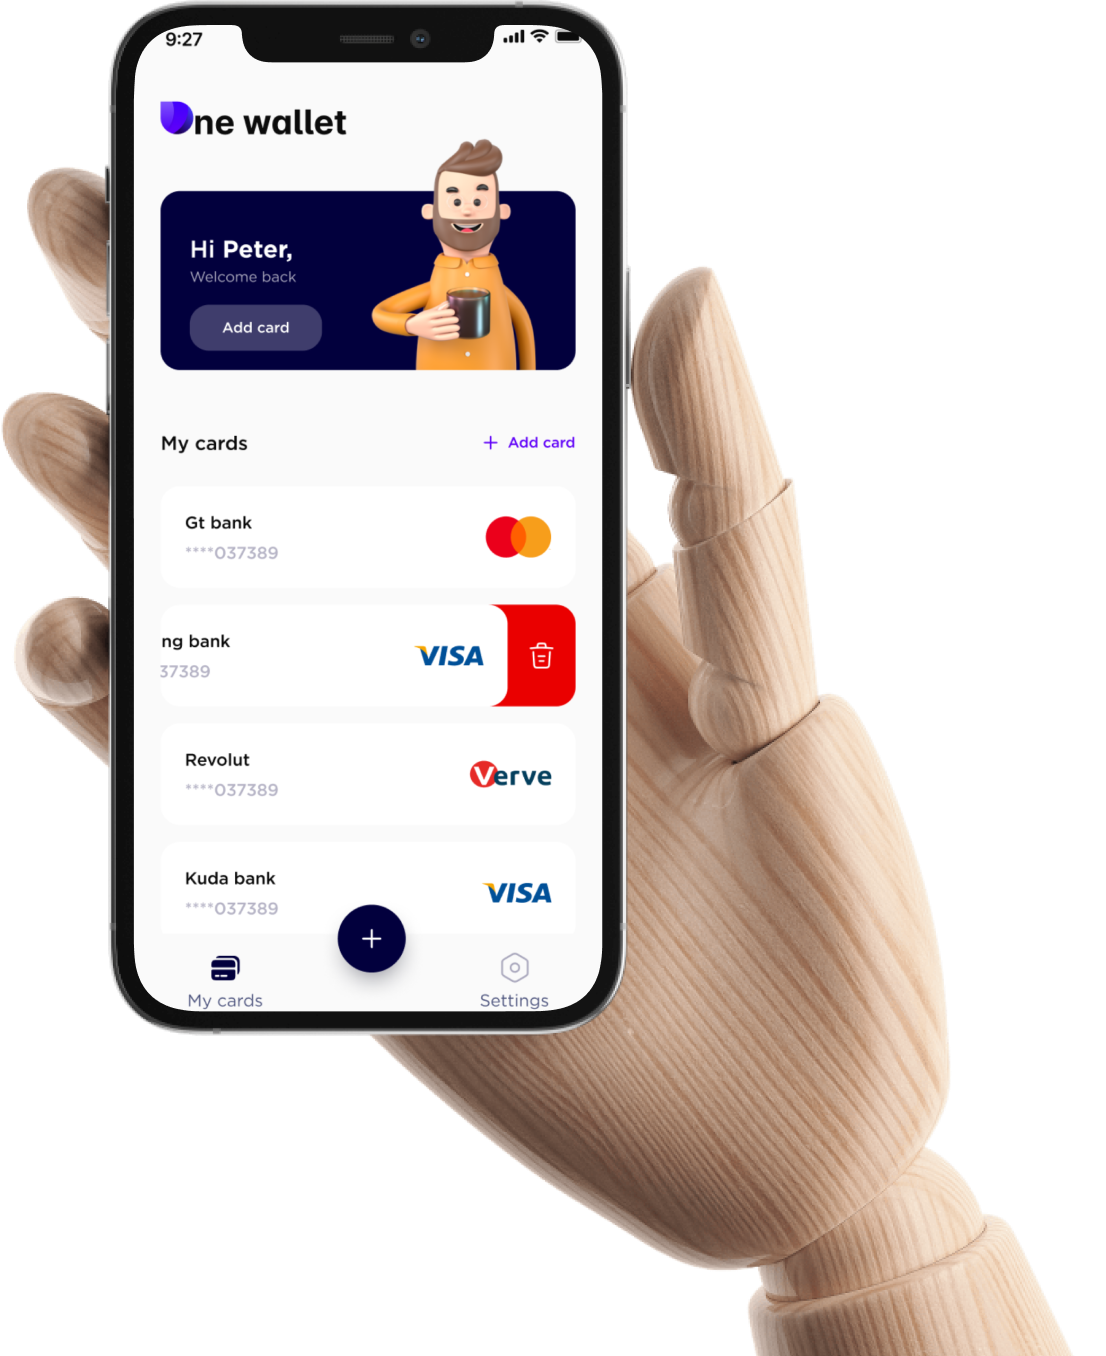 9:27
One wallet
Hi Peter,
Welcome back
Add card
My cards
+ Add card
Gt bank
****037389
ng bank
37389
VISA
Revolut
****037389
Verve
Kuda bank
****037389
VISA
+
My cards
Settings